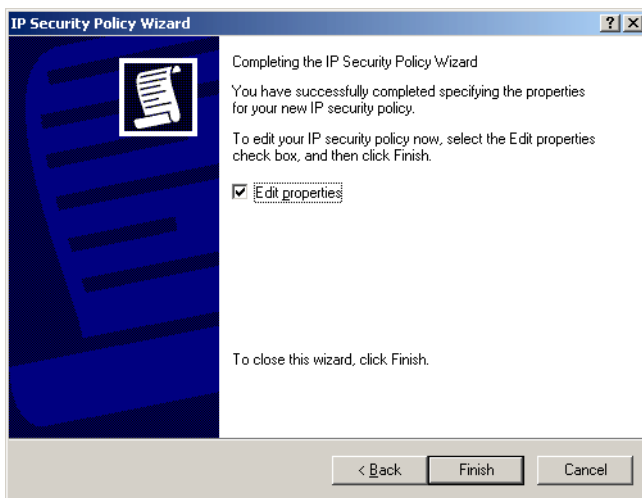 IP Security Policy Wizard
Completing the IP Security Policy Wizard
You have successfully completed specifying the properties
for your new IP security policy.
To edit your IP security policy now, select the Edit properties
check box, and then click Finish.
Edit properties
To close this wizard, click Finish.
< Back Finish Cancel